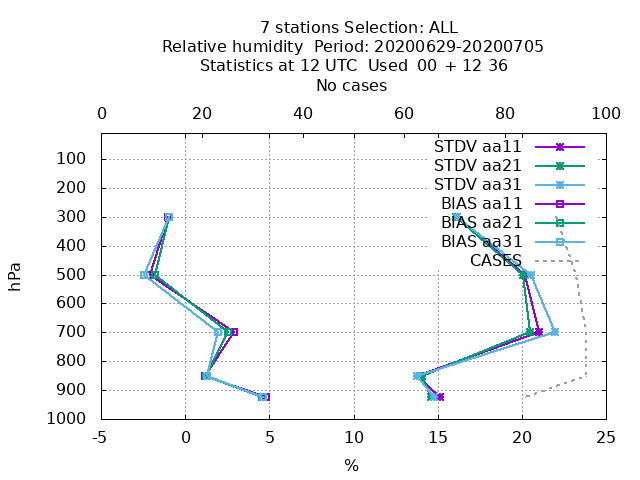 7 stations Selection: ALL
Relative humidity  Period: 20200629-20200705
Statistics at 12 UTC  Used  00 + 12 36
No cases
0 20 40 60 80 100
STDV aa11
STDV aa21
STDV aa31
BIAS aa11
BIAS aa21
BIAS aa31
CASES
100
200
300
400
500
600
700
800
900
1000
hPa
-5 0 5 10 15 20 25
%